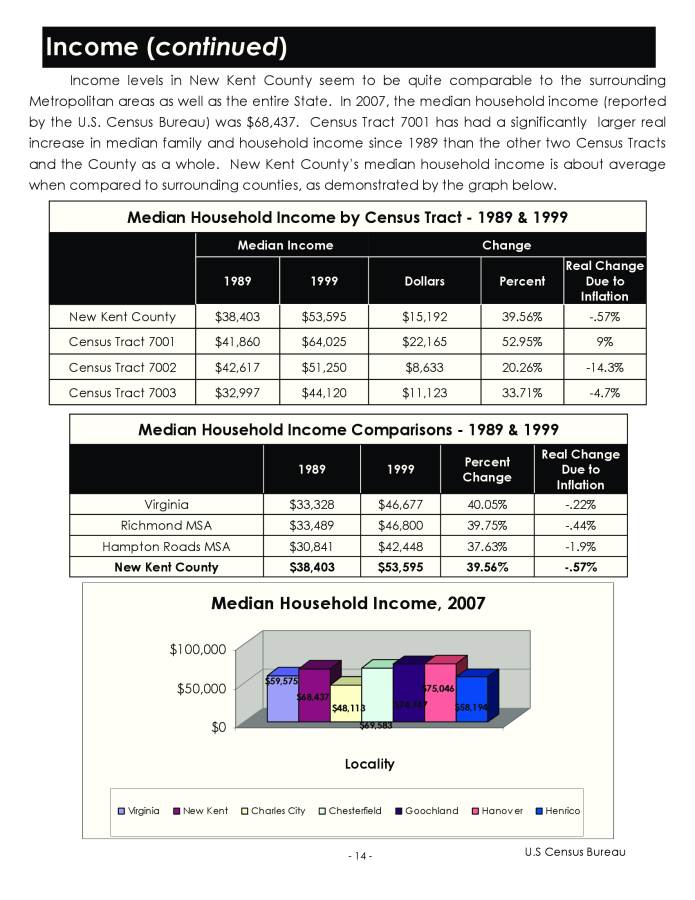 Income (continued)
Income levels in New Kent County seem to be quite comparable to the surrounding
Metropolitan areas as well as the entire State. In 2007, the median household income (reported
by the U.S. Census Bureau) was $68,437. Census Tract 7001 has had a significantly larger real
increase in median family and household income since 1989 than the other two Census Tracts
and the County as a whole. New Kent County's median household income is about average
when compared to surrounding counties, as demonstrated by the graph below.
Median Household Income by Census Tract - 1989 & 1999
Median Income Change
1989 1999 Dollars Percent Real Change
Due to
Inflation
New Kent County $38,403 $53,595 $15,192 39.56% -.57%
Census Tract 7001 $41,860 $64,025 $22,165 52.95% 9%
Census Tract 7002 $42,617 $51,250 $8,633 20.26% -14.3%
Census Tract 7003 $32,997 $44,120 $11,123 33.71% -4.7%
Median Household Income Comparisons - 1989 & 1999
1989 1999 Percent
Change Real Change
Due to
Inflation
Virginia $33,328 $46,677 40.05% -.22%
Richmond MSA $33,489 $46,800 39.75% -.44%
Hampton Roads MSA $30,841 $42,448 37.63% -1.9%
New Kent County $38,403 $53,595 39.56% -.57%
Median Household Income, 2007
$100,000
$50,000
$0
$59,575
$68,437
$48,113
$69,583
$75,046
$58,194
Locality
Virginia New Kent Charles City Chesterfield Goochland Hanover Henrico
- 14 -
U.S Census Bureau